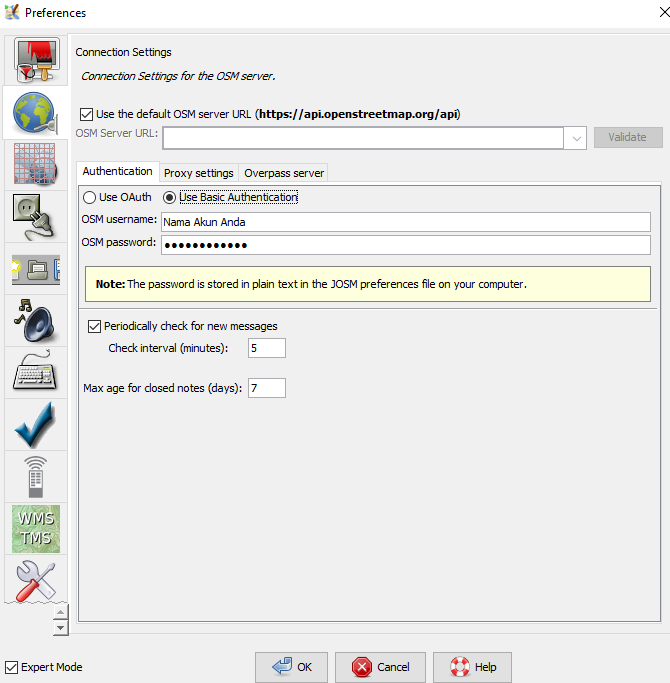 Preferences
Connection Settings
Connection Settings for the OSM server.
Use the default OSM server URL (https://api.openstreetmap.org/api)
OSM Server URL:
Validate
Authentication Proxy settings Overpass server
Use OAuth Use Basic Authentication
OSM username: Nama Akun Anda
OSM password: ●●●●●●●●●●●●
Note: The password is stored in plain text in the JOSM preferences file on your computer.
Periodically check for new messages
Check interval (minutes): 5
Max age for closed notes (days): 7
WMS
TMS
Expert Mode
OK Cancel Help